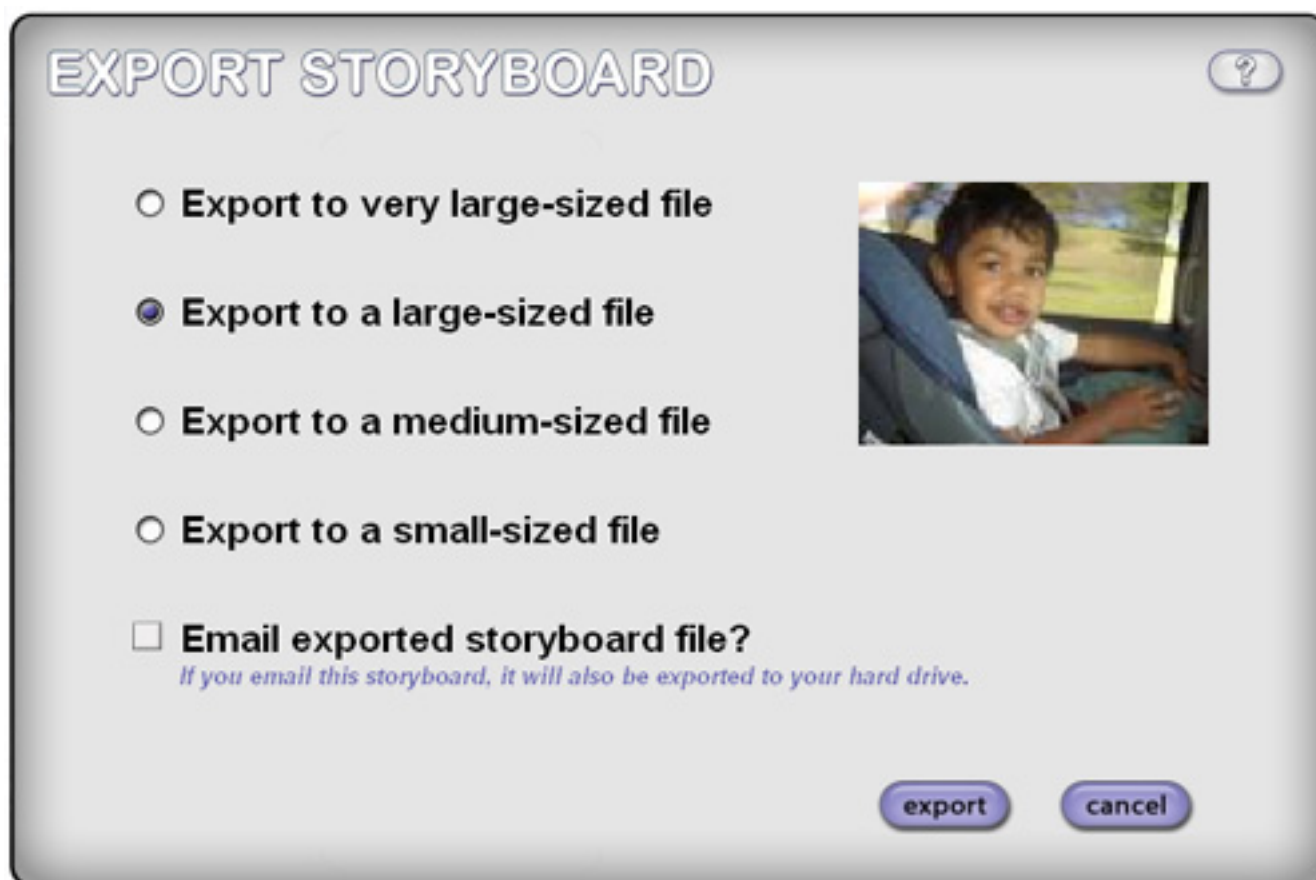 EXPORT STORYBOARD
?
Export to very large-sized file
Export to a large-sized file
Export to a medium-sized file
Export to a small-sized file
Email exported storyboard file?
If you email this storyboard, it will also be exported to your hard drive.
export
cancel